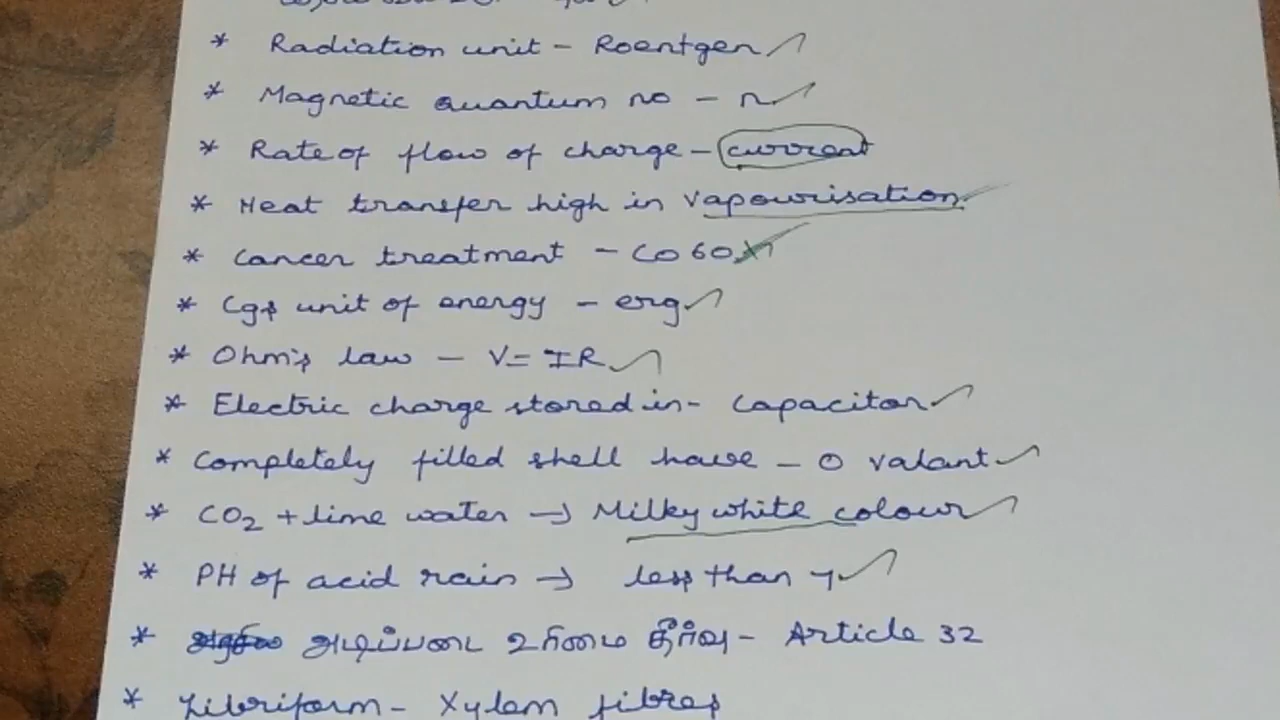 * Radiation unit - Roentgen
* Magnetic quantum no - n
* Rate of flow of charge - current
* Heat transfer high in vapourisation
* Cancer treatment - CO 60
* Cgs unit of energy - erg
* Ohm's law - V = IR
* Electric charge stored in - Capacitor
* Completely filled shell have - 0 valant
* CO₂ + lime water → Milky white colour
* PH of acid rain → less than 7
* அடிப்படை உரிமை தீர்வு - Article 32
* Libriform - Xylem fibres